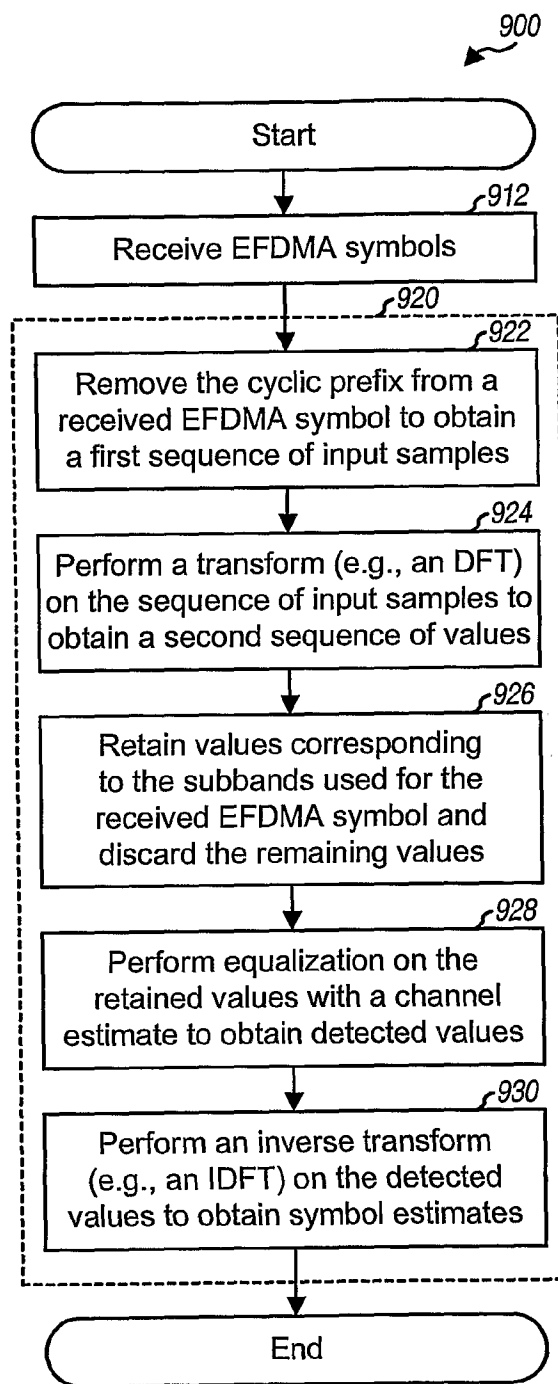 900
Start
912
Receive EFDMA symbols
920
922
Remove the cyclic prefix from a
received EFDMA symbol to obtain
a first sequence of input samples
924
Perform a transform (e.g., an DFT)
on the sequence of input samples to
obtain a second sequence of values
926
Retain values corresponding
to the subbands used for the
received EFDMA symbol and
discard the remaining values
928
Perform equalization on the
retained values with a channel
estimate to obtain detected values
930
Perform an inverse transform
(e.g., an IDFT) on the detected
values to obtain symbol estimates
End